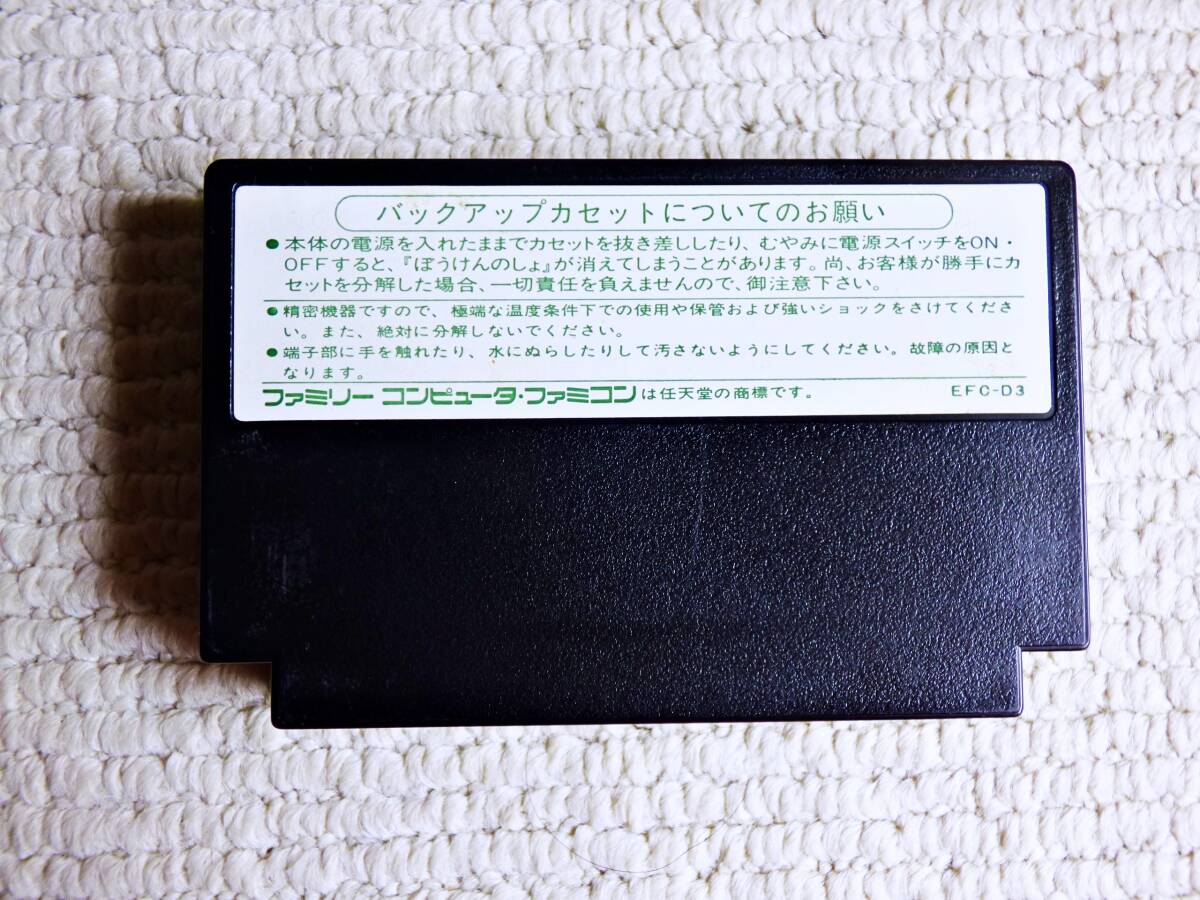 バックアップカセットについてのお願い
●本体の電源を入れたままでカセットを抜き差ししたり、むやみに電源スイッチをON・
OFFすると、『ぼうけんのしょ』が消えてしまうことがあります。尚、お客様が勝手にカ
セットを分解した場合、一切責任を負えませんので、御注意下さい。
●精密機器ですので、極端な温度条件下での使用や保管および強いショックをさけてくださ
い。また、絶対に分解しないでください。
●端子部に手を触れたり、水にぬらしたりして汚さないようにしてください。故障の原因と
なります。
ファミリー コンピュータ・ファミコンは任天堂の商標です。 EFC-D3